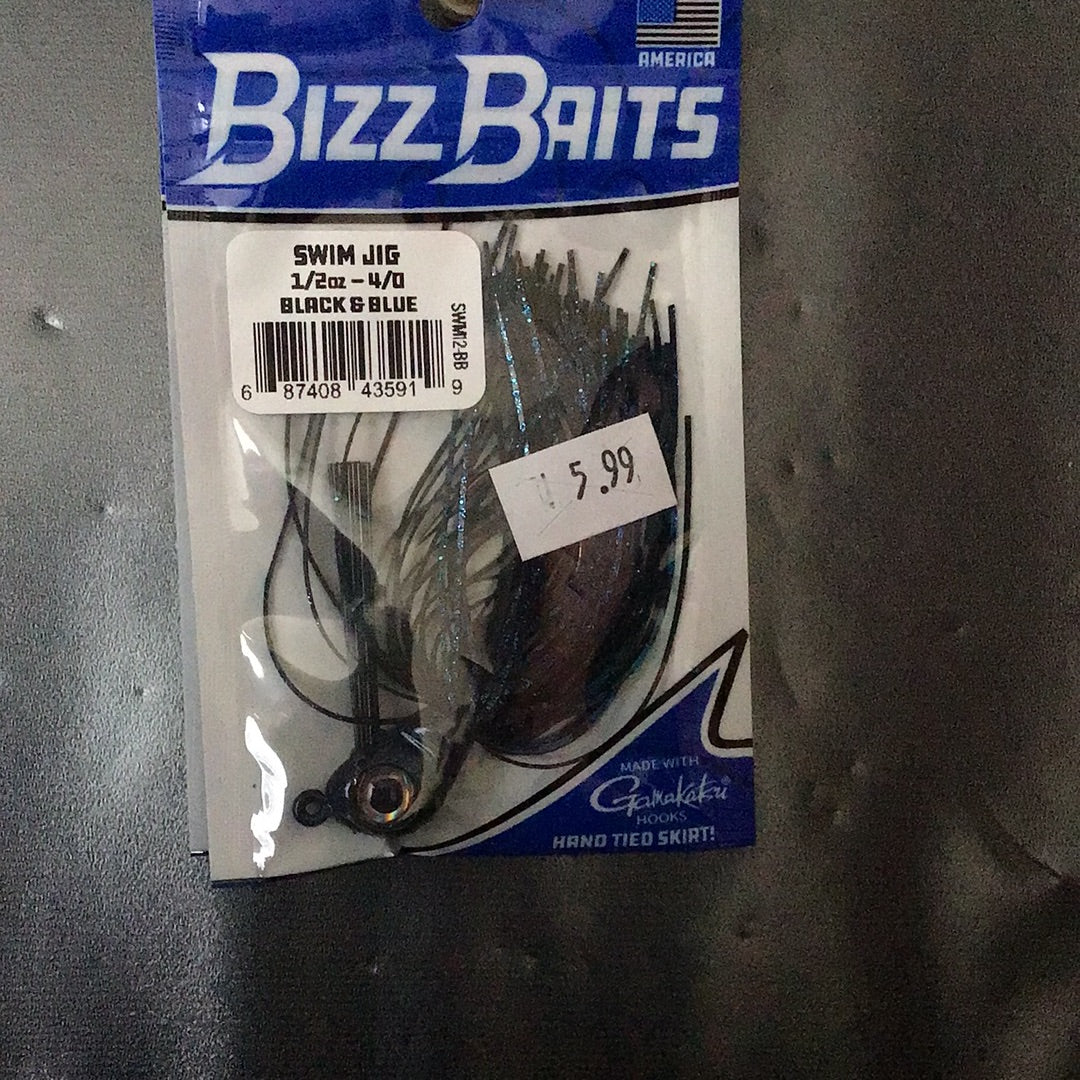 AMERICA
BIZZ BAITS
SWIM JIG
1/2oz – 4/0
BLACK & BLUE
SWM12-BB
6 87408 43591 9
5.99
MADE WITH
Gamakatsu®
HOOKS
HAND TIED SKIRT!